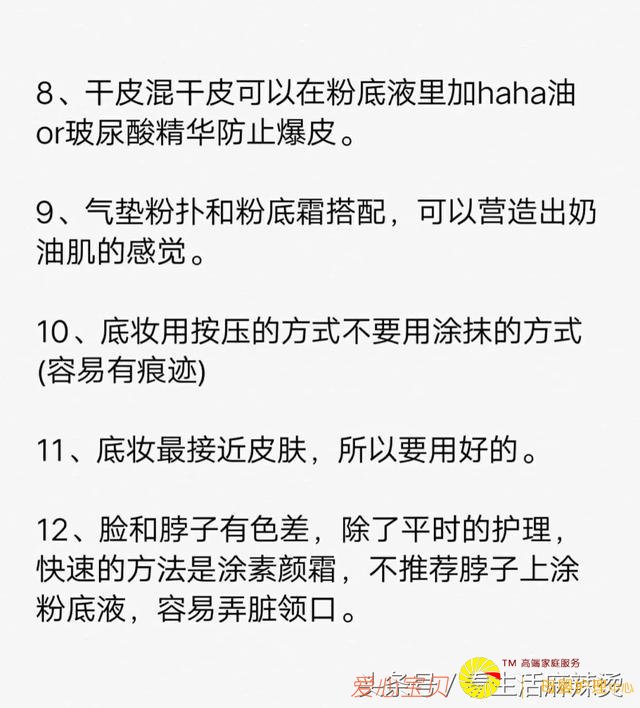 8、干皮混干皮可以在粉底液里加haha油
or玻尿酸精华防止爆皮。
9、气垫粉扑和粉底霜搭配，可以营造出奶
油肌的感觉。
10、底妆用按压的方式不要用涂抹的方式
(容易有痕迹)
11、底妆最接近皮肤，所以要用好的。
12、脸和脖子有色差，除了平时的护理，
快速的方法是涂素颜霜，不推荐脖子上涂
粉底液，容易弄脏领口。
TM 高端家庭服务
生活麻辣烫